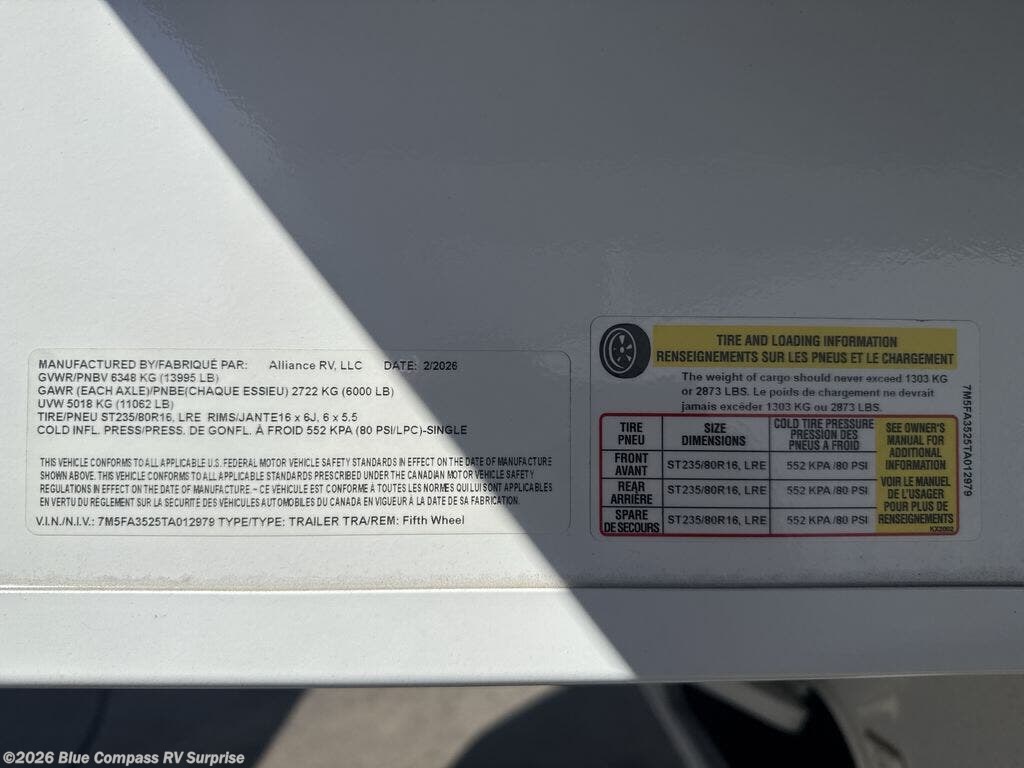 MANUFACTURED BY/FABRIQUÉ PAR: Alliance RV, LLC DATE: 2/2026
GVWR/PNBV 6348 KG (13995 LB)
GAWR (EACH AXLE)/PNBE(CHAQUE ESSIEU) 2722 KG (6000 LB)
UVW 5018 KG (11062 LB)
TIRE/PNEU ST235/80R16, LRE RIMS/JANTE16 x 6J, 6 x 5.5
COLD INFL. PRESS/PRESS. DE GONFL. À FROID 552 KPA (80 PSI/LPC)-SINGLE
THIS VEHICLE CONFORMS TO ALL APPLICABLE U.S. FEDERAL MOTOR VEHICLE SAFETY STANDARDS IN EFFECT ON THE DATE OF MANUFACTURE
SHOWN ABOVE. THIS VEHICLE CONFORMS TO ALL APPLICABLE STANDARDS PRESCRIBED UNDER THE CANADIAN MOTOR VEHICLE SAFETY
REGULATIONS IN EFFECT ON THE DATE OF MANUFACTURE. – CE VÉHICULE EST CONFORME À TOUTES LES NORMES QUI LUI SONT APPLICABLES
EN VERTU DU RÈGLEMENT SUR LA SÉCURITÉ DES VÉHICULES AUTOMOBILES DU CANADA EN VIGUEUR À LA DATE DE SA FABRICATION.
V.I.N./N.I.V.: 7M5FA3525TA012979 TYPE/TYPE: TRAILER TRA/REM: Fifth Wheel
TIRE AND LOADING INFORMATION
RENSEIGNEMENTS SUR LES PNEUS ET LE CHARGEMENT
The weight of cargo should never exceed 1303 KG
or 2873 LBS. Le poids de chargement ne devrait
jamais excéder 1303 KG ou 2873 LBS.
TIRE PNEU SIZE DIMENSIONS COLD TIRE PRESSURE PRESSION DES PNEUS À FROID
FRONT AVANT ST235/80R16, LRE 552 KPA /80 PSI
REAR ARRIÈRE ST235/80R16, LRE 552 KPA /80 PSI
SPARE DE SECOURS ST235/80R16, LRE 552 KPA /80 PSI
SEE OWNER'S
MANUAL FOR
ADDITIONAL
INFORMATION
VOIR LE MANUEL
DE L'USAGER
POUR PLUS DE
RENSEIGNEMENTS
KX3002
7M5FA3525TA012979
©2026 Blue Compass RV Surprise